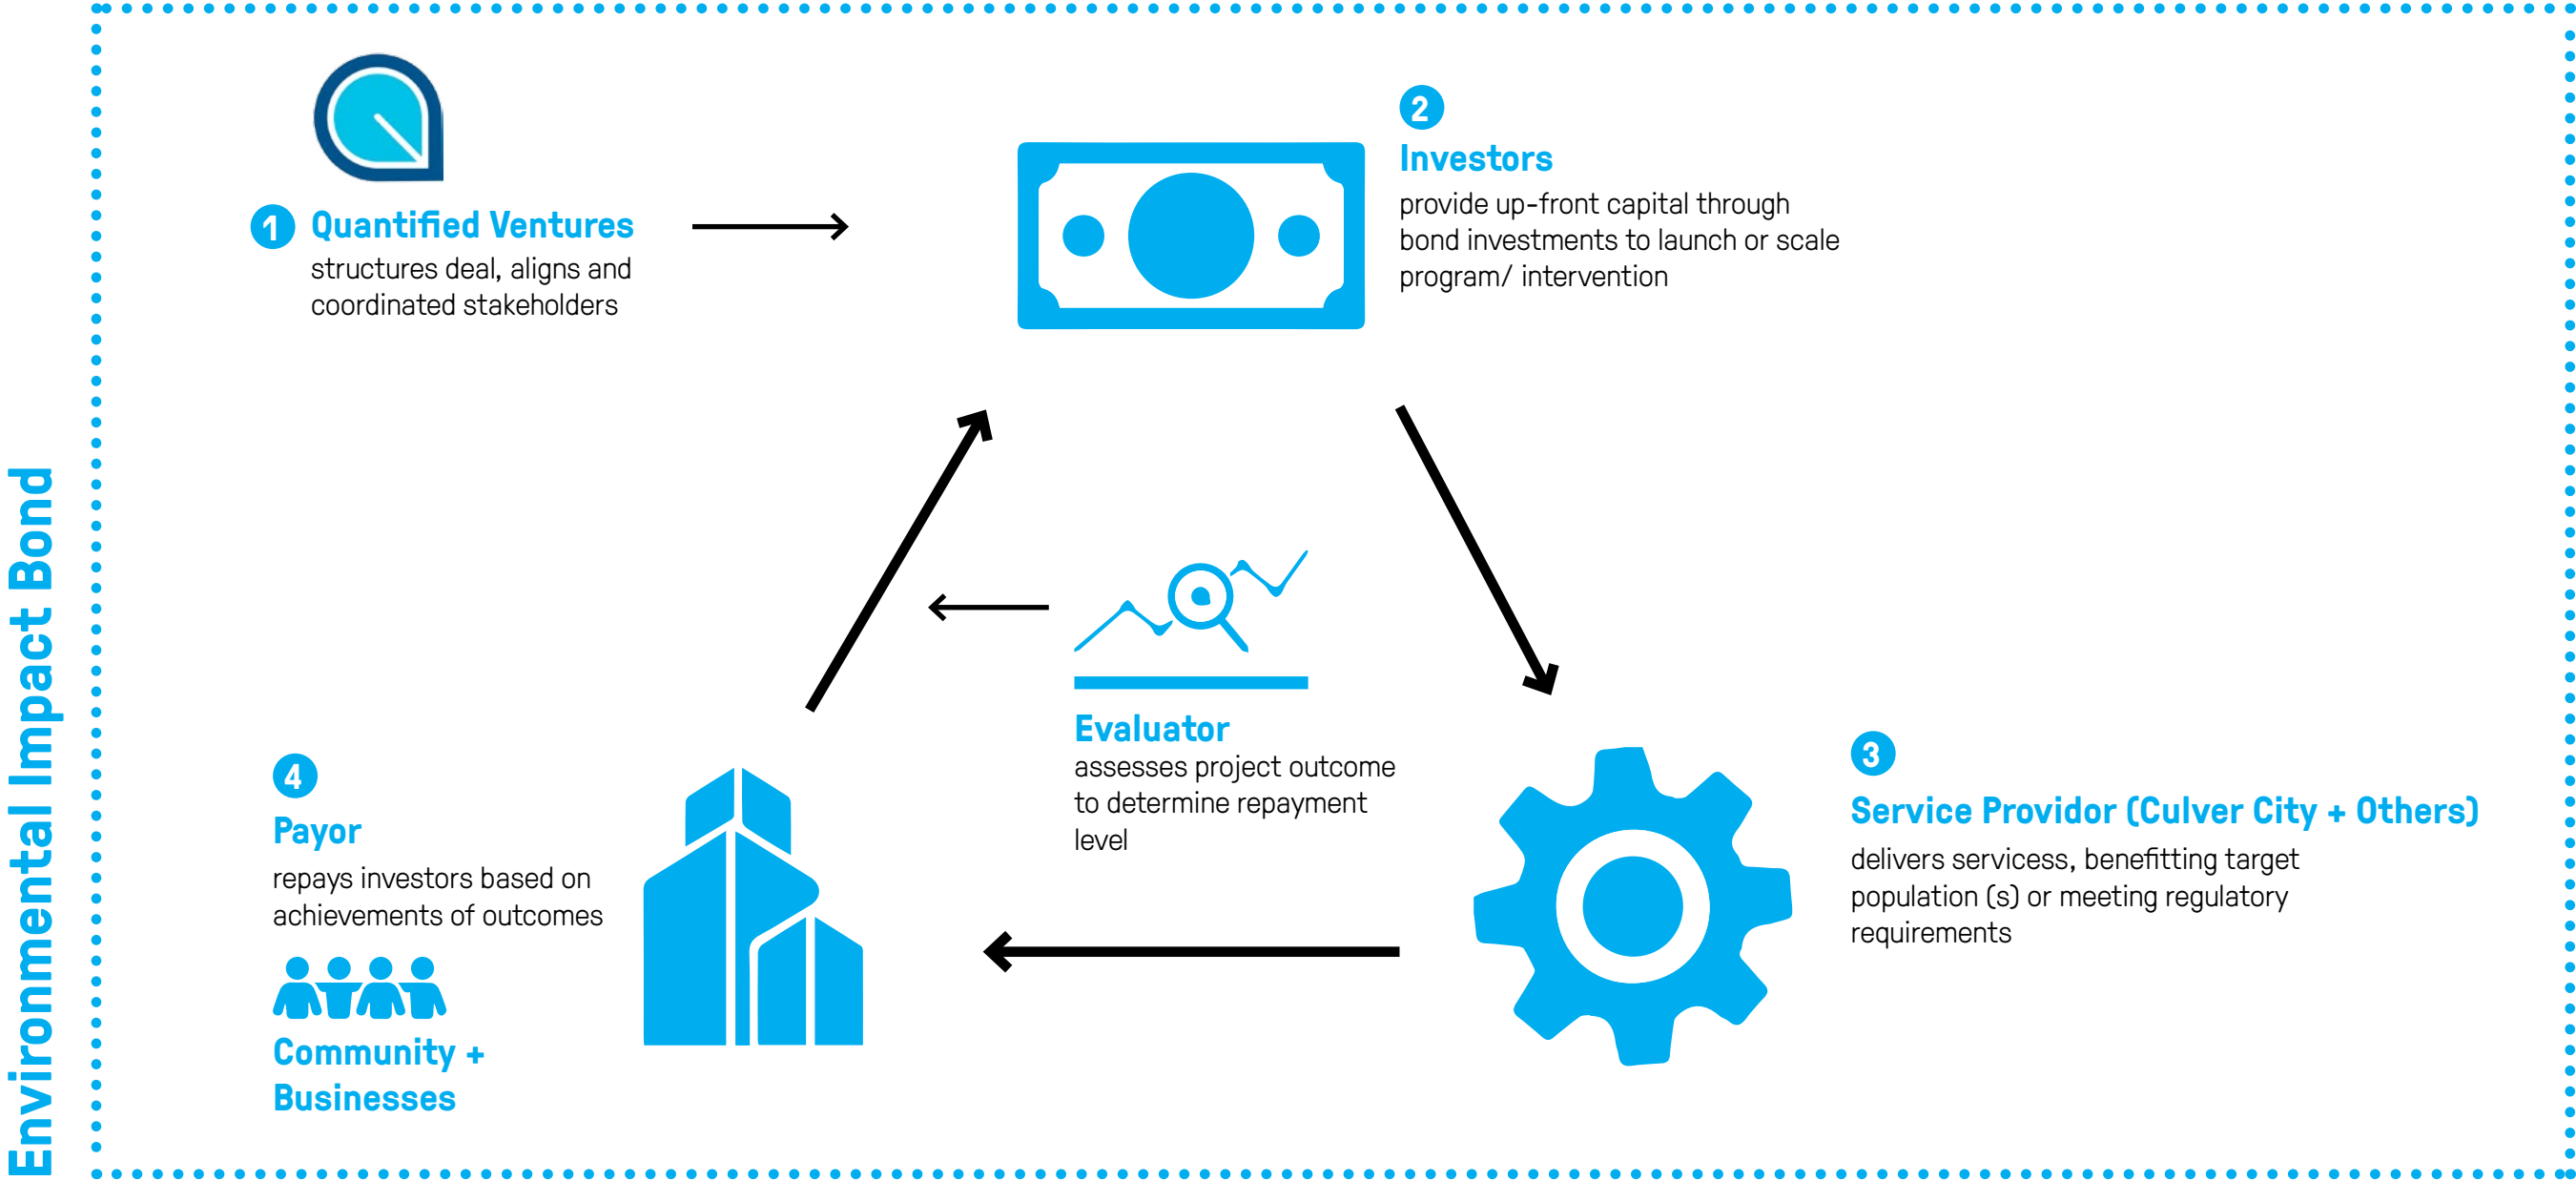 Environmental Impact Bond
1
Quantified Ventures
structures deal, aligns and
coordinated stakeholders
2
Investors
provide up-front capital through
bond investments to launch or scale
program/ intervention
Evaluator
assesses project outcome
to determine repayment
level
3
Service Providor (Culver City + Others)
delivers servicess, benefitting target
population (s) or meeting regulatory
requirements
4
Payor
repays investors based on
achievements of outcomes
Community +
Businesses